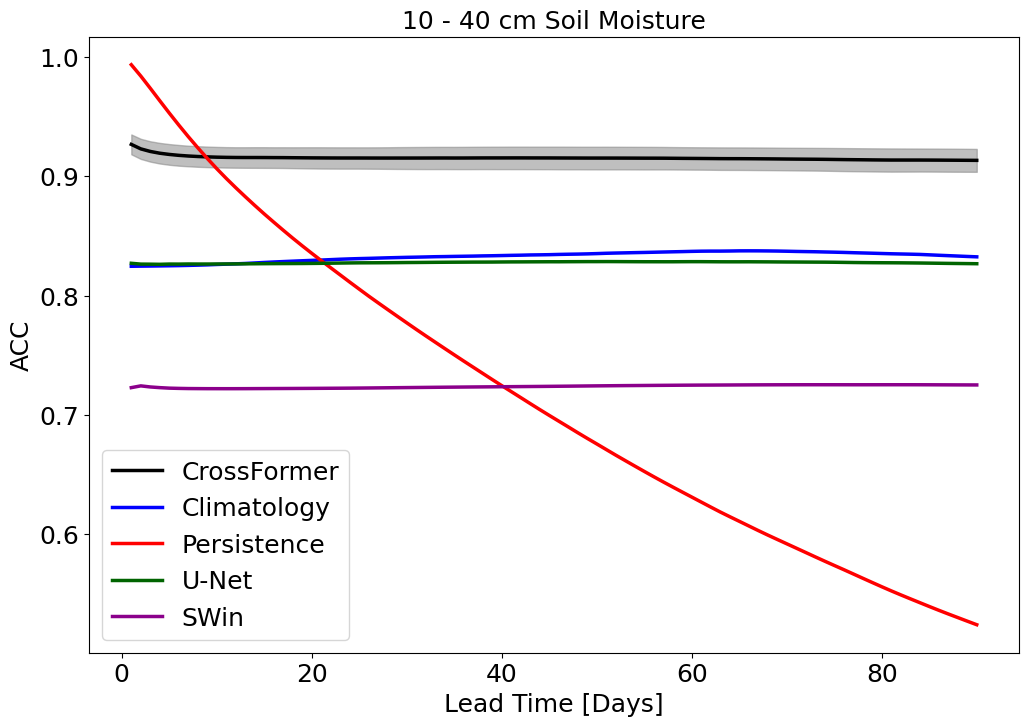 10 - 40 cm Soil Moisture
ACC
1.0
0.9
0.8
0.7
0.6
CrossFormer
Climatology
Persistence
U-Net
SWin
0 20 40 60 80
Lead Time [Days]